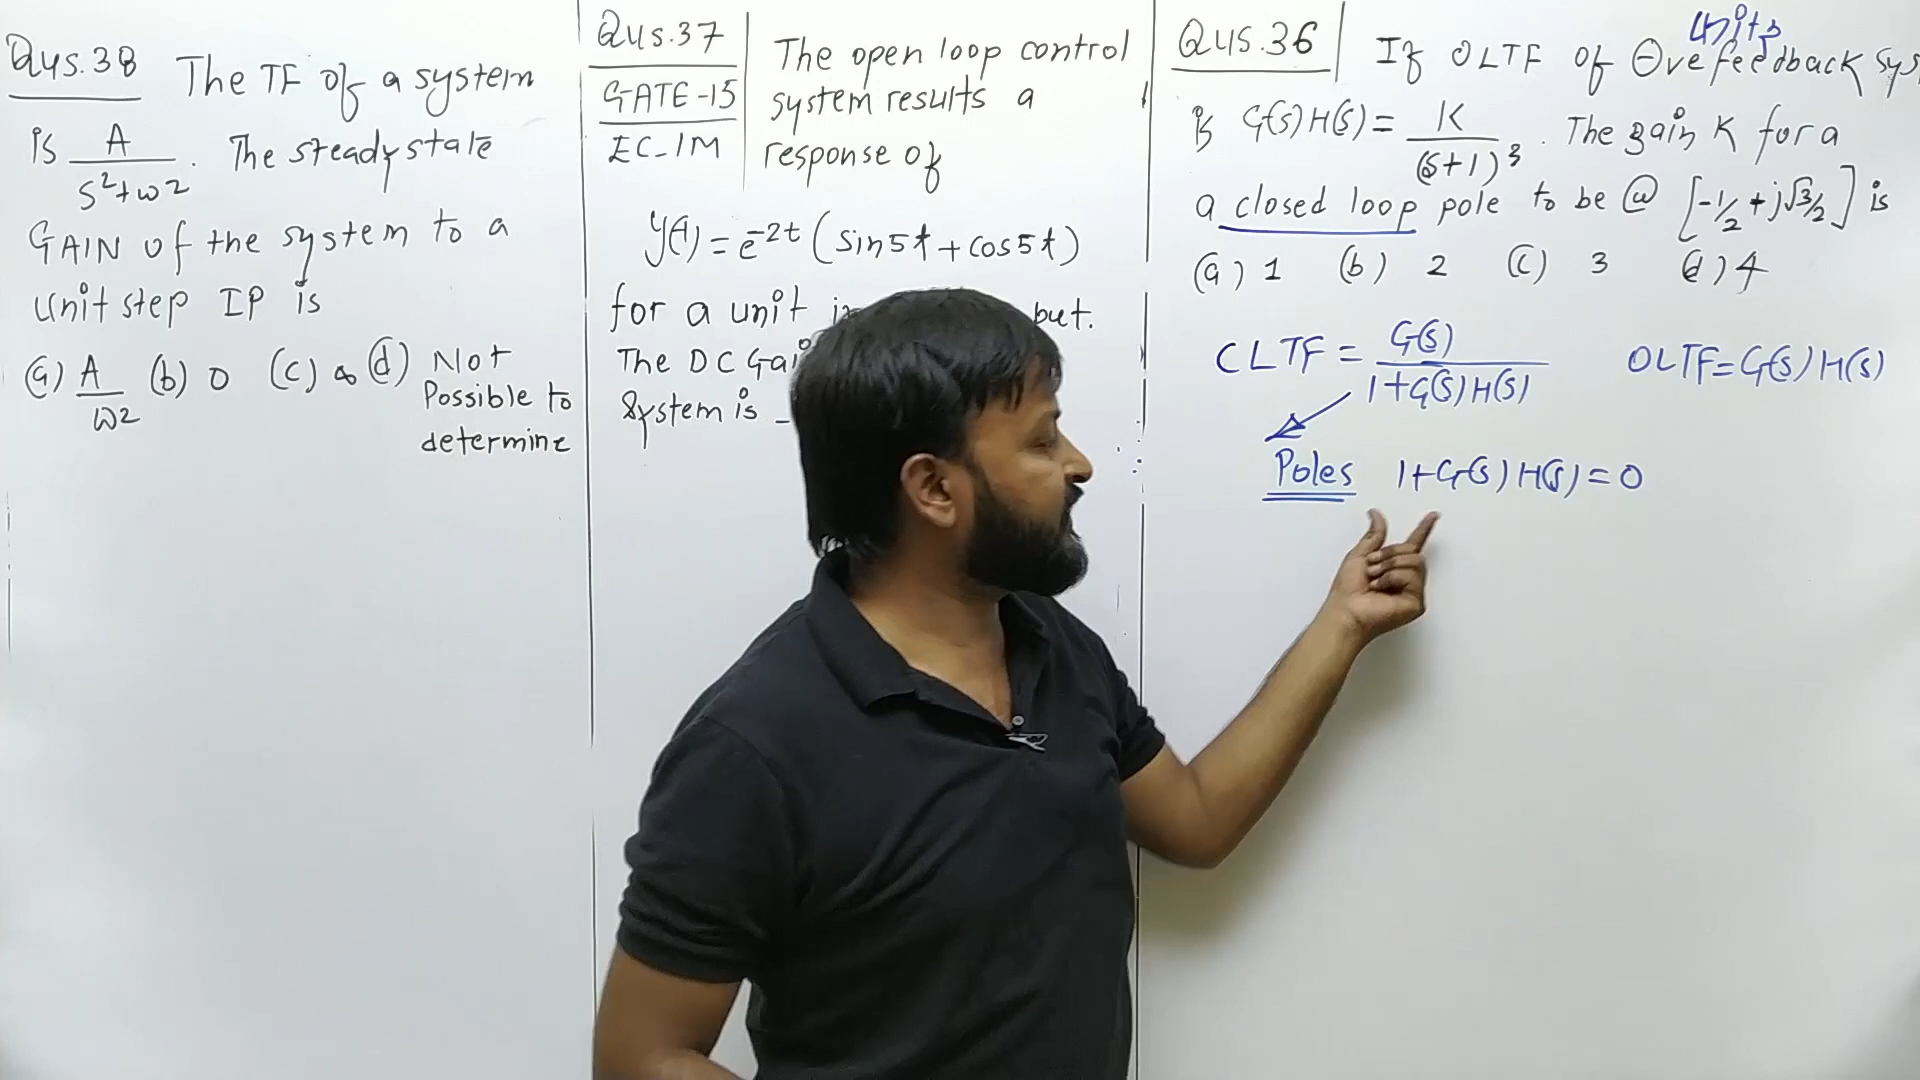 Qus.38 The TF of a system
is A/(s²+ω²). The steady state
GAIN of the system to a
unit step IP is
(a) A/ω² (b) 0 (c) ∞ (d) Not
Possible to
determine
Qus.37
GATE-15
EC-1M
The open loop control
system results a
response of
y(t) = e^-2t (sin5t + cos5t)
for a unit but.
The DC Gai
System is _
Qus.36 If OLTF of ⊖ve feedback sys
unity
is G(s)H(s) = K/(s+1)³. The gain K for a
a closed loop pole to be @ [-1/2 + j√3/2] is
(a) 1 (b) 2 (c) 3 (d) 4
CLTF = G(s)/(1+G(s)H(s)) OLTF = G(s)H(s)
Poles 1+G(s)H(s) = 0